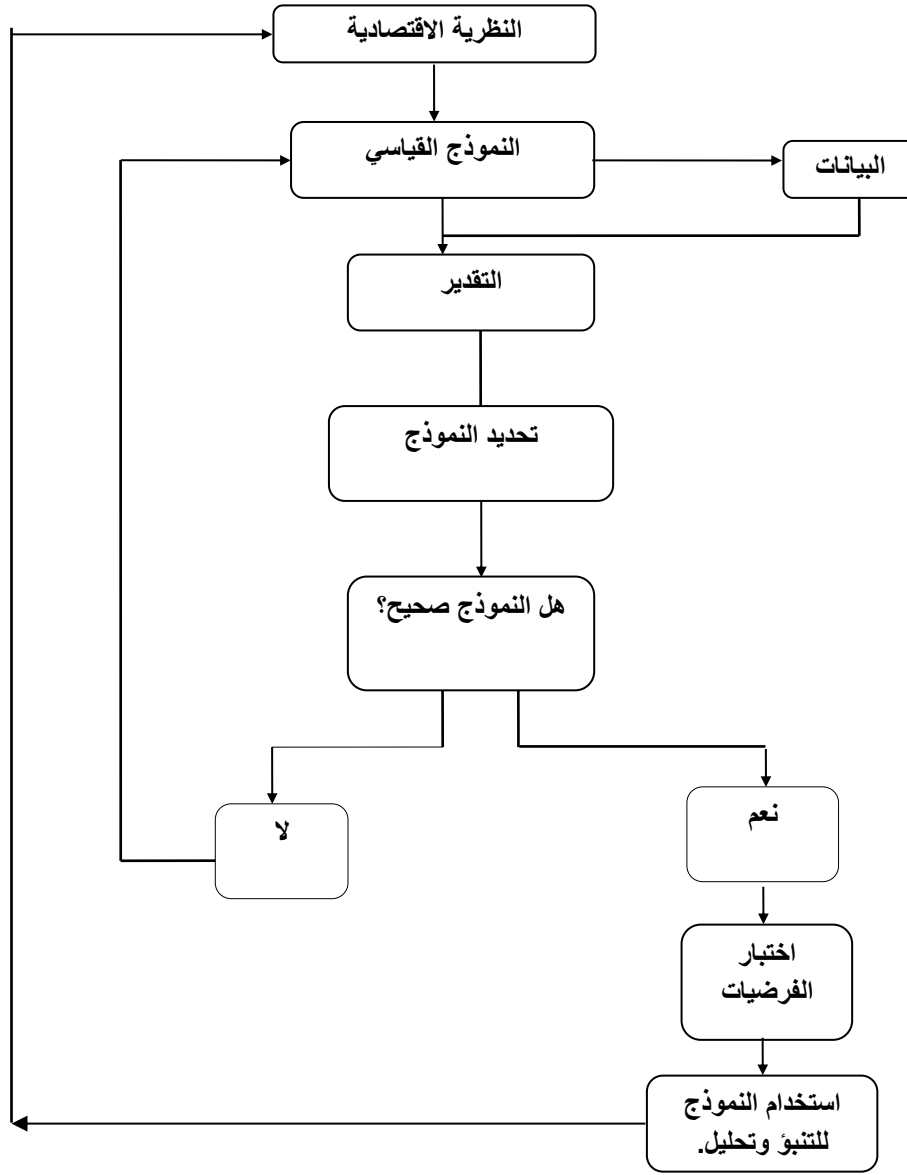 النظرية الاقتصادية
النموذج القياسي
البيانات
التقدير
تحديد النموذج
هل النموذج صحيح؟
لا
نعم
اختبار
الفرضيات
استخدام النموذج
للتنبؤ وتحليل.